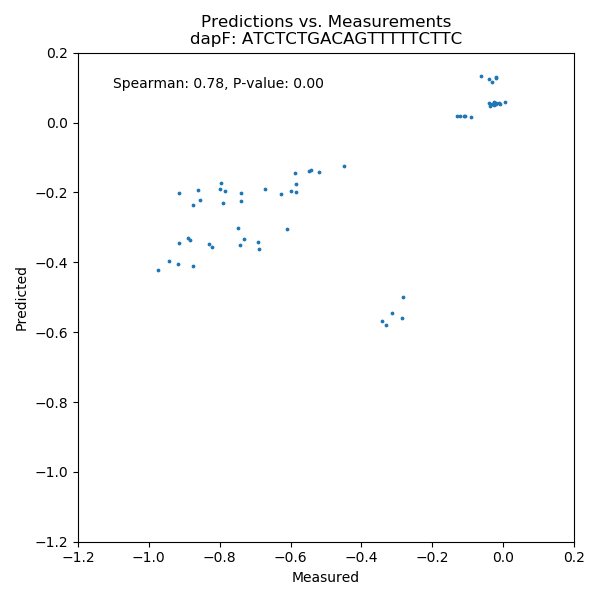 Predictions vs. Measurements
dapF: ATCTCTGACAGTTTTTCTTC
0.2
Spearman: 0.78, P-value: 0.00
0.0
−0.2
−0.4
Predicted
−0.6
−0.8
−1.0
−1.2
−1.2 −1.0 −0.8 −0.6 −0.4 −0.2 0.0 0.2
Measured